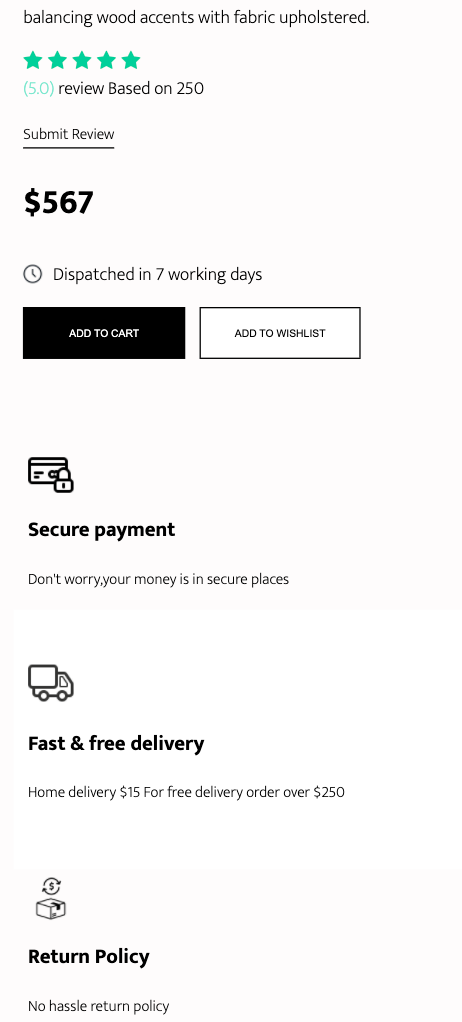 balancing wood accents with fabric upholstered.
(5.0) review Based on 250
Submit Review
$567
Dispatched in 7 working days
ADD TO CART
ADD TO WISHLIST
Secure payment
Don't worry,your money is in secure places
Fast & free delivery
Home delivery $15 For free delivery order over $250
Return Policy
No hassle return policy